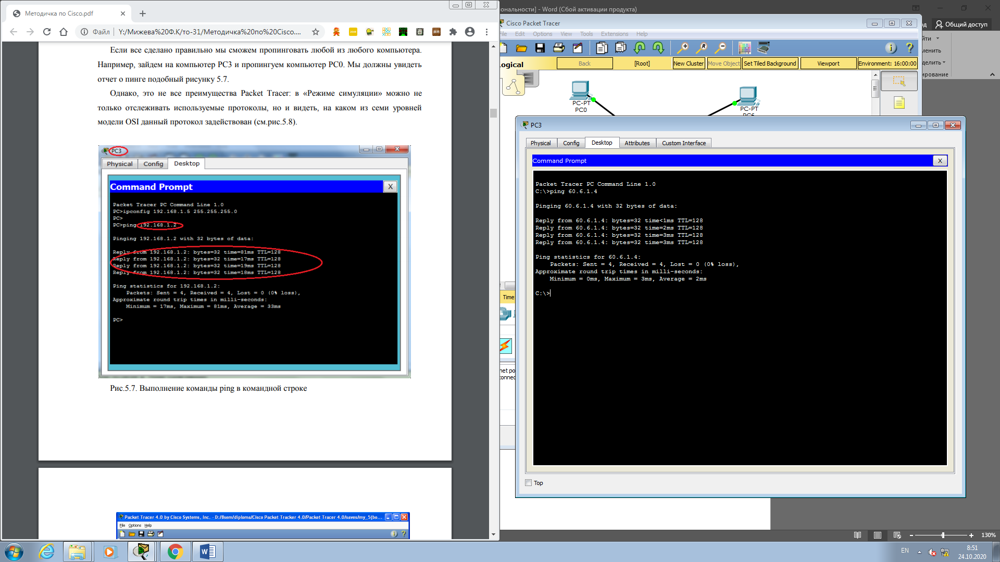 Методичка по Cisco.pdf
Файл
Y:/Мижева%20Ф.К/то-31/Методичка%20по%20Cisco....
Если все сделано правильно мы сможем пропинговать любой из любого компьютера.
Например, зайдем на компьютер PC3 и пропингуем компьютер PC0. Мы должны увидеть
отчет о пинге подобный рисунку 5.7.
Однако, это не все преимущества Packet Tracer: в «Режиме симуляции» можно не
только отслеживать используемые протоколы, но и видеть, на каком из семи уровней
модели OSI данный протокол задействован (см.рис.5.8).
PC3
Physical Config Desktop
Command Prompt
X
Packet Tracer PC Command Line 1.0
PC>ipconfig 192.168.1.5 255.255.255.0
PC>
PC>ping 192.168.1.2
Pinging 192.168.1.2 with 32 bytes of data:
Reply from 192.168.1.2: bytes=32 time=81ms TTL=128
Reply from 192.168.1.2: bytes=32 time=17ms TTL=128
Reply from 192.168.1.2: bytes=32 time=19ms TTL=128
Reply from 192.168.1.2: bytes=32 time=18ms TTL=128
Ping statistics for 192.168.1.2:
Packets: Sent = 4, Received = 4, Lost = 0 (0% loss),
Approximate round trip times in milli-seconds:
Minimum = 17ms, Maximum = 81ms, Average = 33ms
PC>
Рис.5.7. Выполнение команды ping в командной строке
Packet Tracer 4.0 by Cisco Systems, Inc. - D:/8sem/diploma/Cisco Packet Tracker 4.0/Packet Tracer 4.0/saves/my_5(bo...
File Options Help
ональности] - Word (Сбой активации продукта)
Общий доступ
Cisco Packet Tracer
File Edit Options View Tools Extensions Help
ogical
Back
[Root]
New Cluster
Move Object
Set Tiled Background
Viewport
Environment: 16:00:00
PC-PT
PC0
PC-PT
йти
менить
делить
ирование
PC3
Physical Config Desktop Attributes Custom Interface
Command Prompt
X
Packet Tracer PC Command Line 1.0
C:\>ping 60.6.1.4
Pinging 60.6.1.4 with 32 bytes of data:
Reply from 60.6.1.4: bytes=32 time<1ms TTL=128
Reply from 60.6.1.4: bytes=32 time=2ms TTL=128
Reply from 60.6.1.4: bytes=32 time=3ms TTL=128
Reply from 60.6.1.4: bytes=32 time=3ms TTL=128
Ping statistics for 60.6.1.4:
Packets: Sent = 4, Received = 4, Lost = 0 (0% loss),
Approximate round trip times in milli-seconds:
Minimum = 0ms, Maximum = 3ms, Average = 2ms
C:\>
Top
Time
net po
connec
130%
EN
8:51
24.10.2020